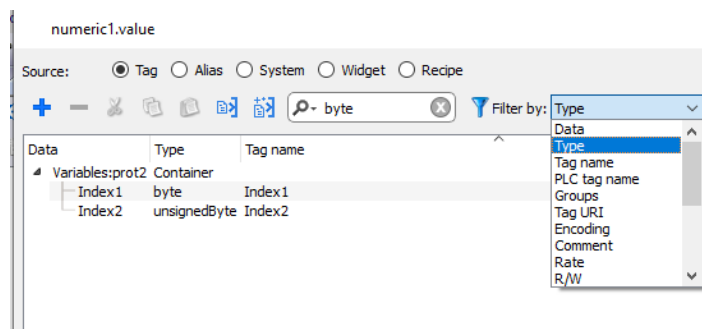 numeric1.value
Source: Tag Alias System Widget Recipe
byte Filter by: Type
Data
Type
Tag name
PLC tag name
Groups
Tag URI
Encoding
Comment
Rate
R/W
Data Type Tag name
Variables:prot2 Container
Index1 byte Index1
Index2 unsignedByte Index2